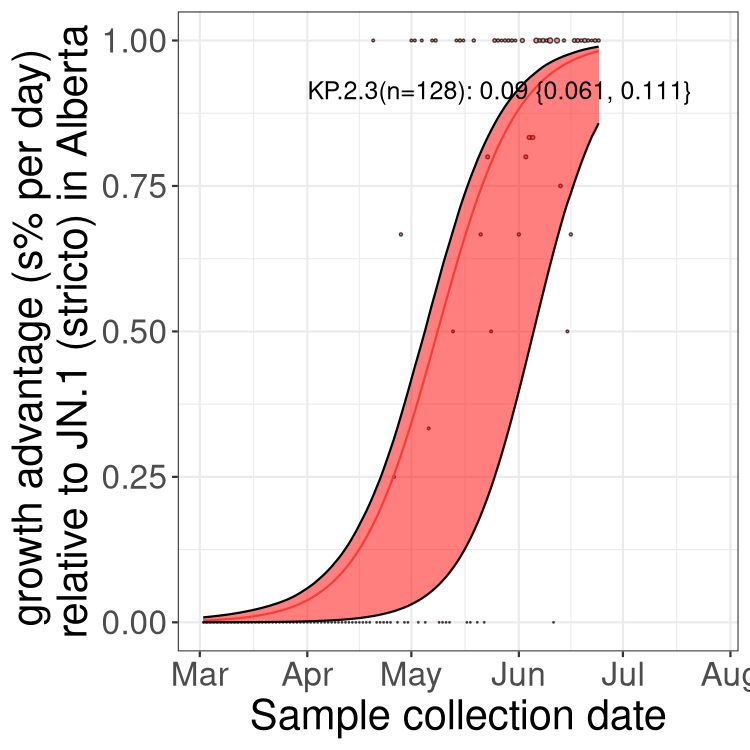 growth advantage (s% per day)
relative to JN.1 (stricto) in Alberta
1.00
0.75
0.50
0.25
0.00
KP.2.3(n=128): 0.09 {0.061, 0.111}
Mar Apr May Jun Jul Aug
Sample collection date